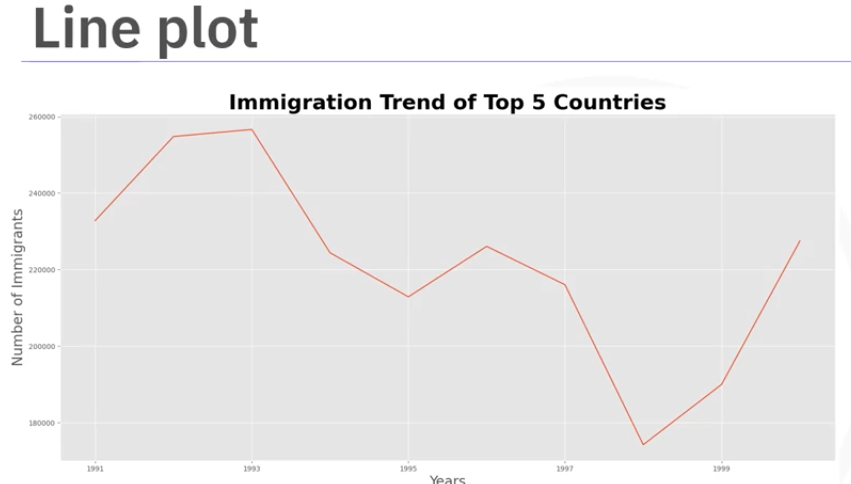 Line plot
Immigration Trend of Top 5 Countries
Number of Immigrants
260000
240000
220000
200000
180000
1991
1993
1995
1997
1999
Years